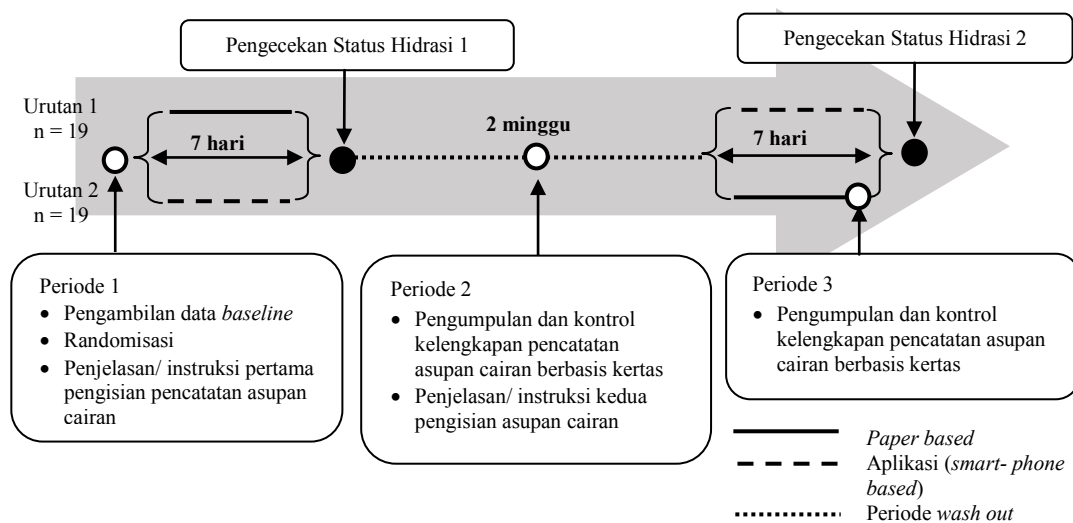 Pengecekan Status Hidrasi 1
Pengecekan Status Hidrasi 2
Urutan 1
n = 19
7 hari
2 minggu
7 hari
Urutan 2
n = 19
Periode 1
• Pengambilan data baseline
• Randomisasi
• Penjelasan/ instruksi pertama
pengisian pencatatan asupan
cairan
Periode 2
• Pengumpulan dan kontrol
kelengkapan pencatatan
asupan cairan berbasis kertas
• Penjelasan/ instruksi kedua
pengisian asupan cairan
Periode 3
• Pengumpulan dan kontrol
kelengkapan pencatatan asupan
cairan berbasis kertas
Paper based
Aplikasi (smart- phone
based)
Periode wash out